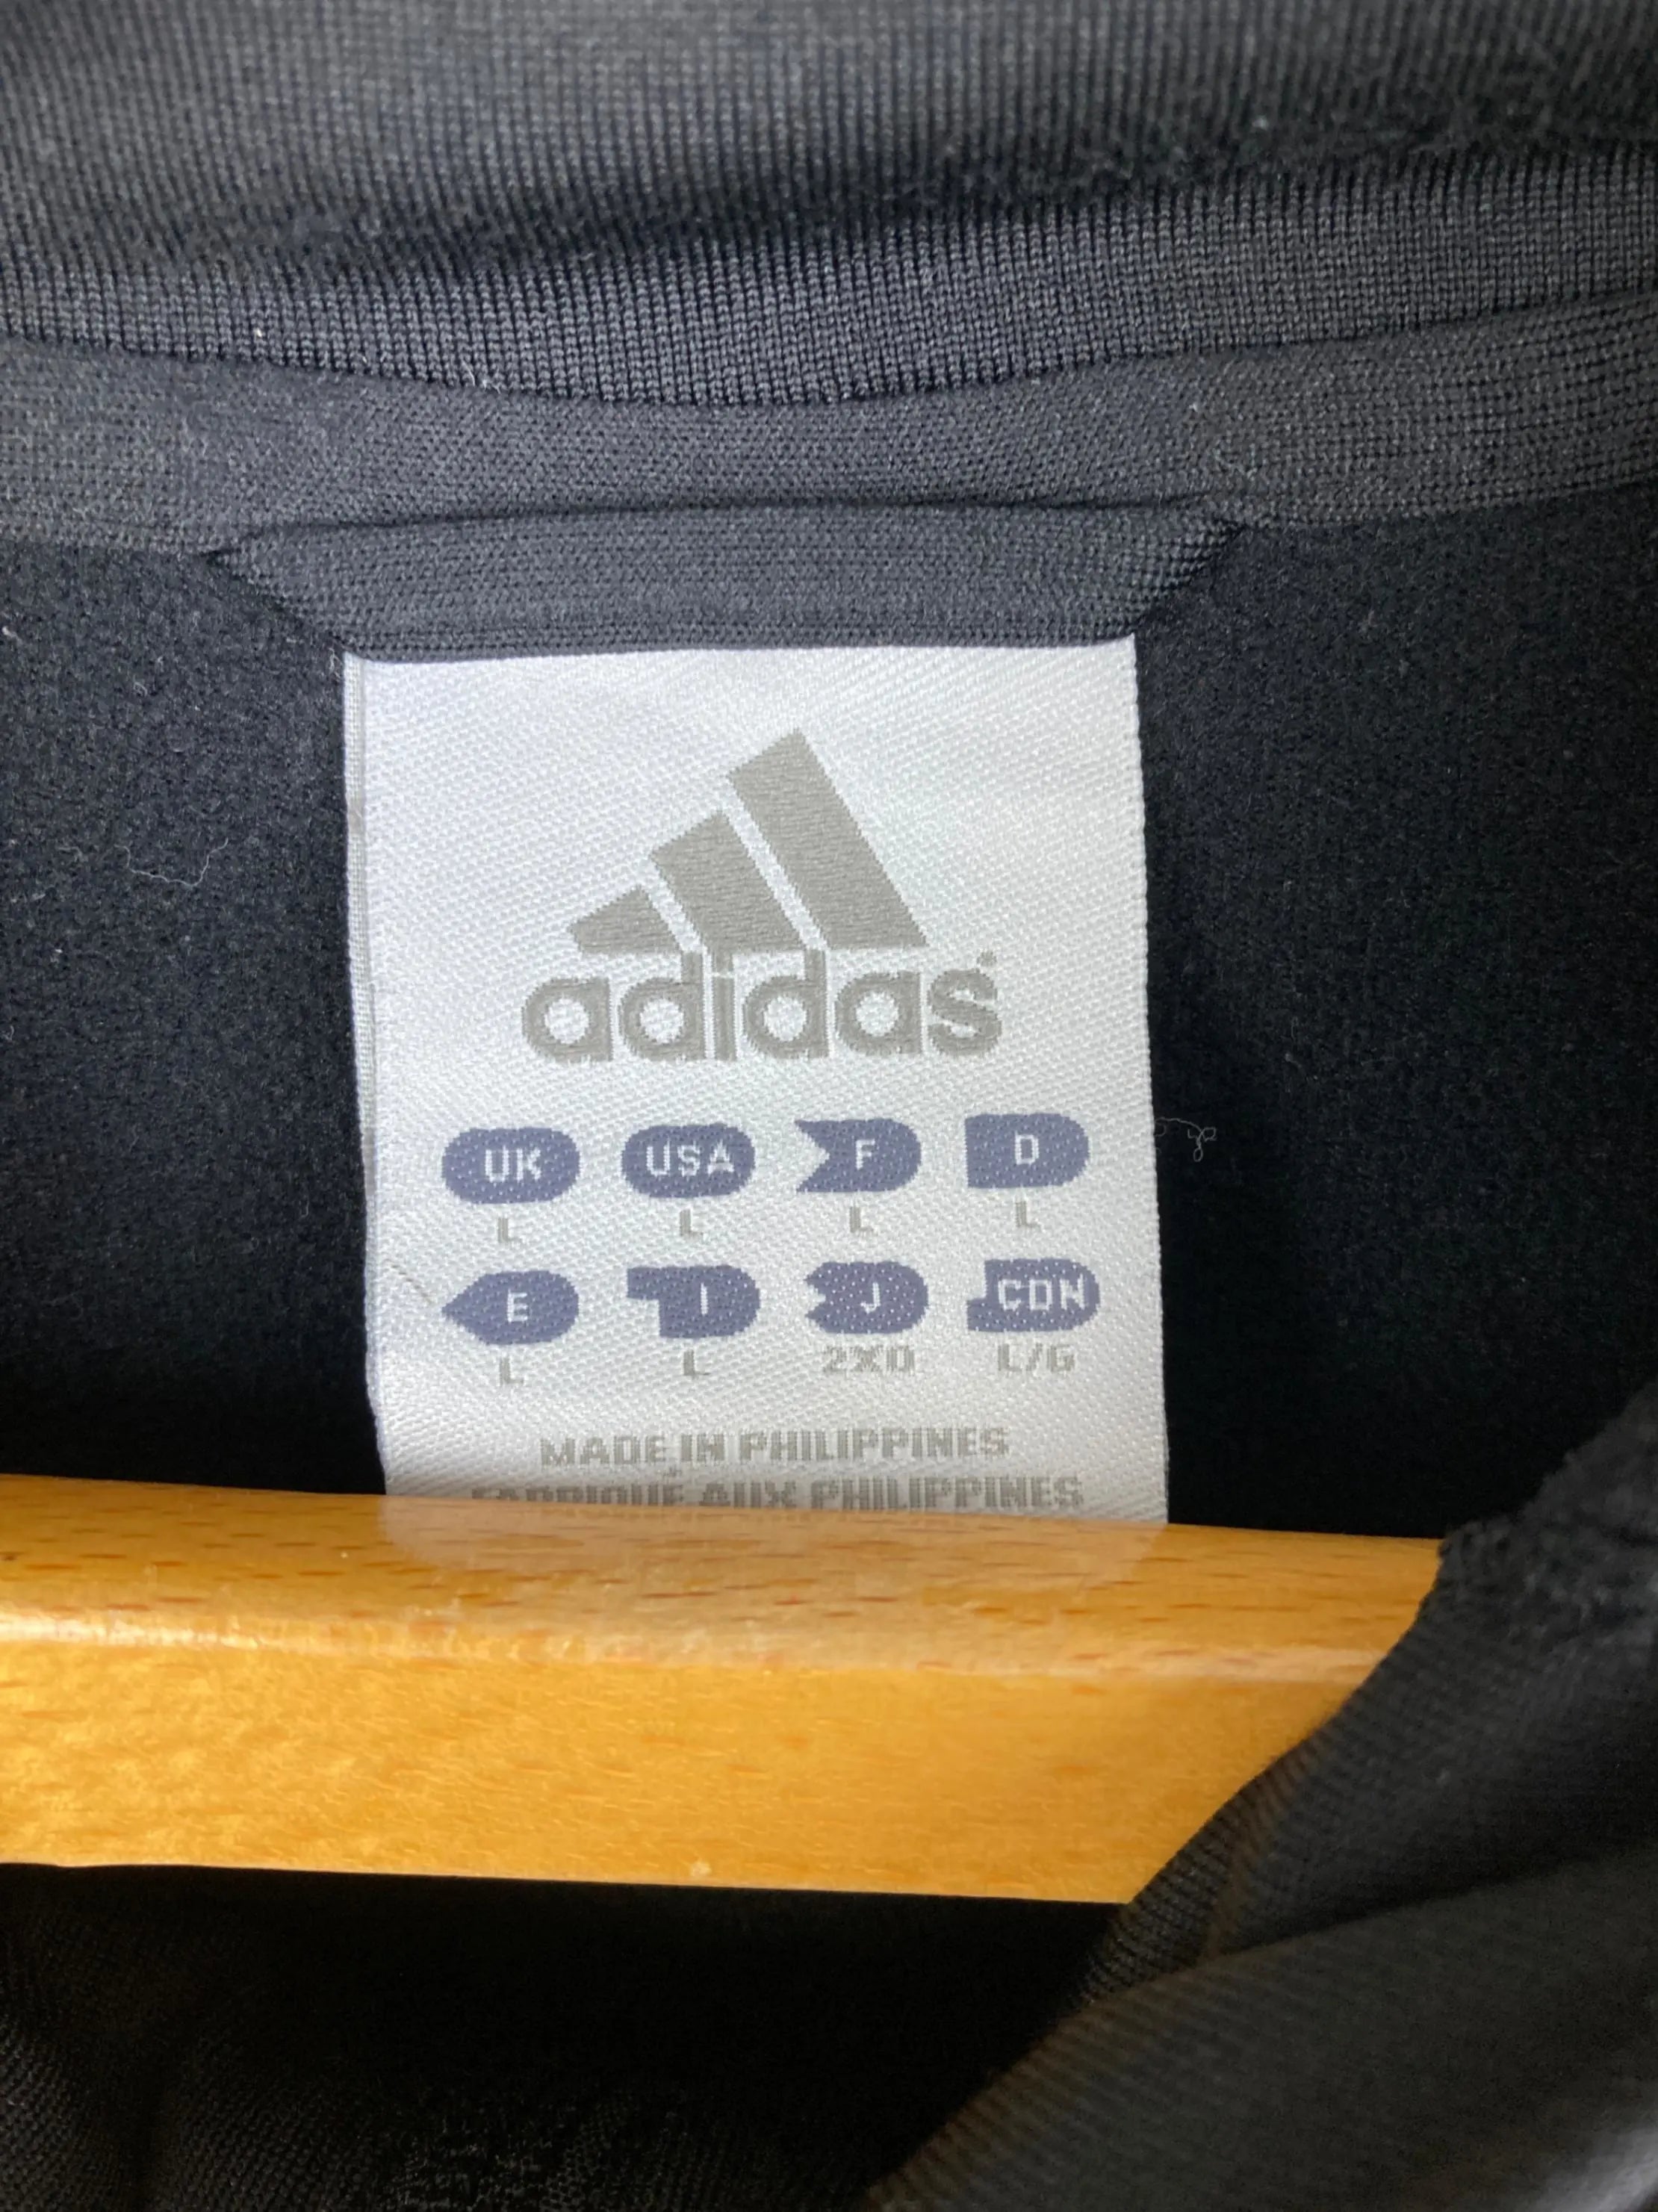 adidas®
UK USA F D
L L L L
E I J CDN
L L 2XO L/G
MADE IN PHILIPPINES
FABRIQUÉ AUX PHILIPPINES